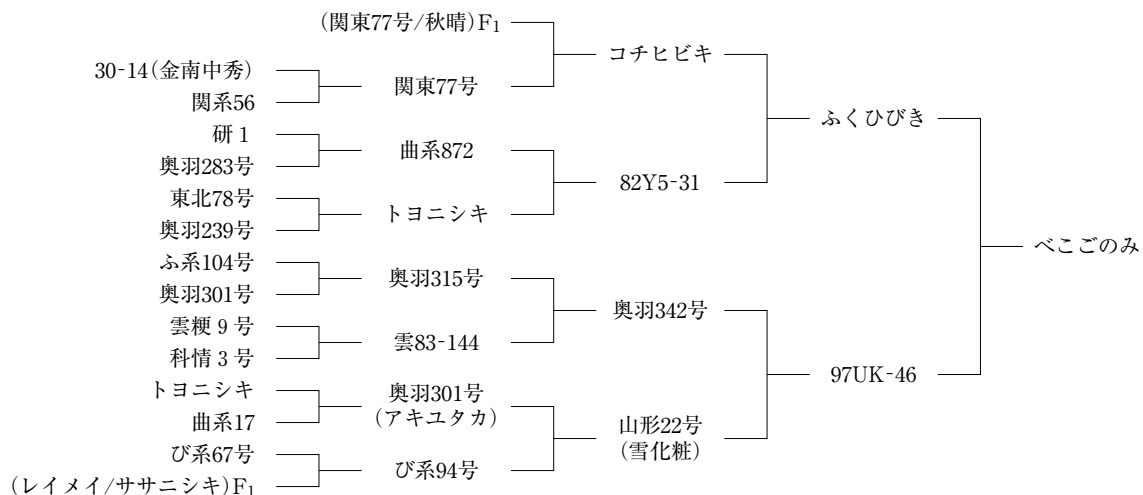 (関東77号/秋晴)F₁
コチヒビキ
30-14(金南中秀)
関東77号
関系56
ふくひびき
研 1
曲系872
奥羽283号
82Y5-31
東北78号
トヨニシキ
奥羽239号
べこごのみ
ふ系104号
奥羽315号
奥羽301号
奥羽342号
雲粳 9 号
雲83-144
科情 3 号
97UK-46
トヨニシキ
奥羽301号
(アキユタカ)
曲系17
山形22号
(雪化粧)
び系67号
び系94号
(レイメイ/ササニシキ)F₁